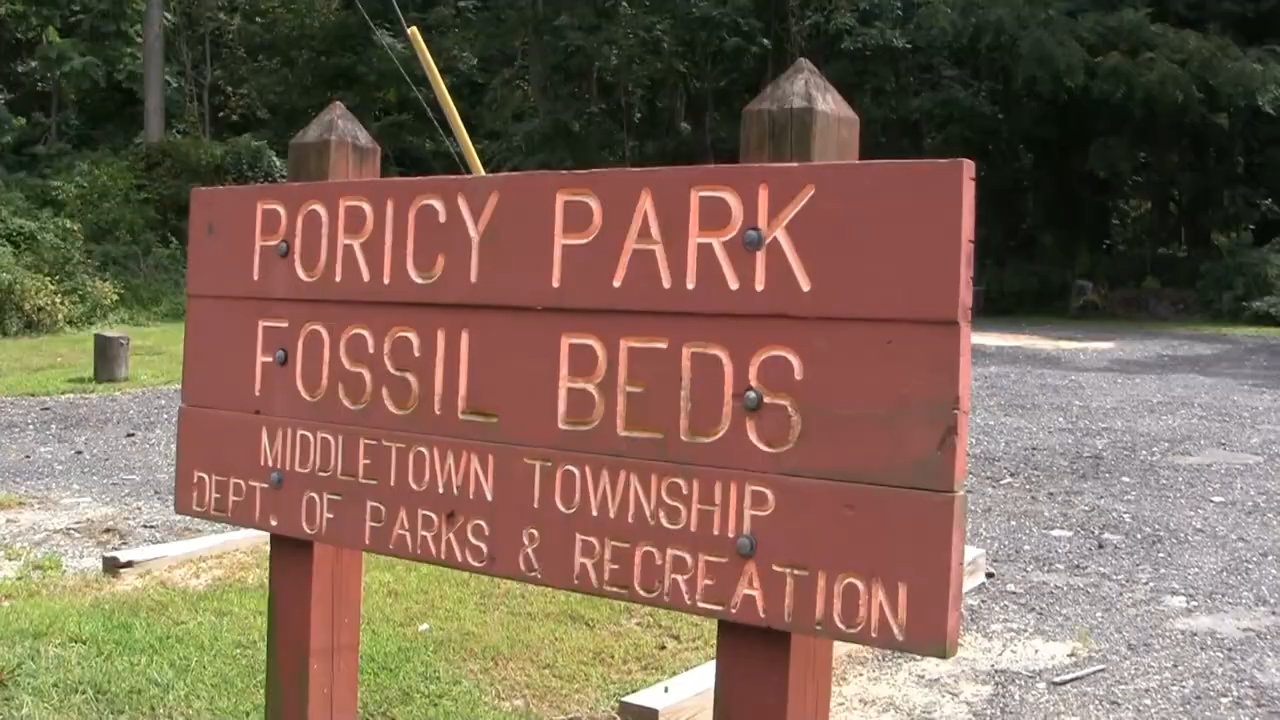 PORICY PARK
FOSSIL BEDS
MIDDLETOWN TOWNSHIP
DEPT. OF PARKS & RECREATION